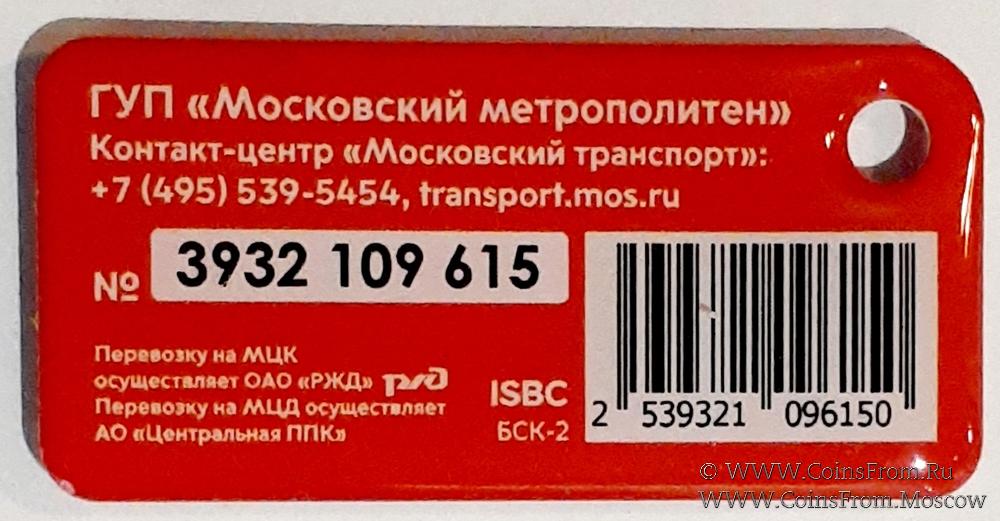 ГУП «Московский метрополитен»
Контакт-центр «Московский транспорт»:
+7 (495) 539-5454, transport.mos.ru
№ 3932 109 615
Перевозку на МЦК
осуществляет ОАО «РЖД» РЖД
Перевозку на МЦД осуществляет
АО «Центральная ППК»
ISBC
БСК-2
2 539321 096150
© WWW.CoinsFrom.Ru
WWW.CoinsFrom.Moscow